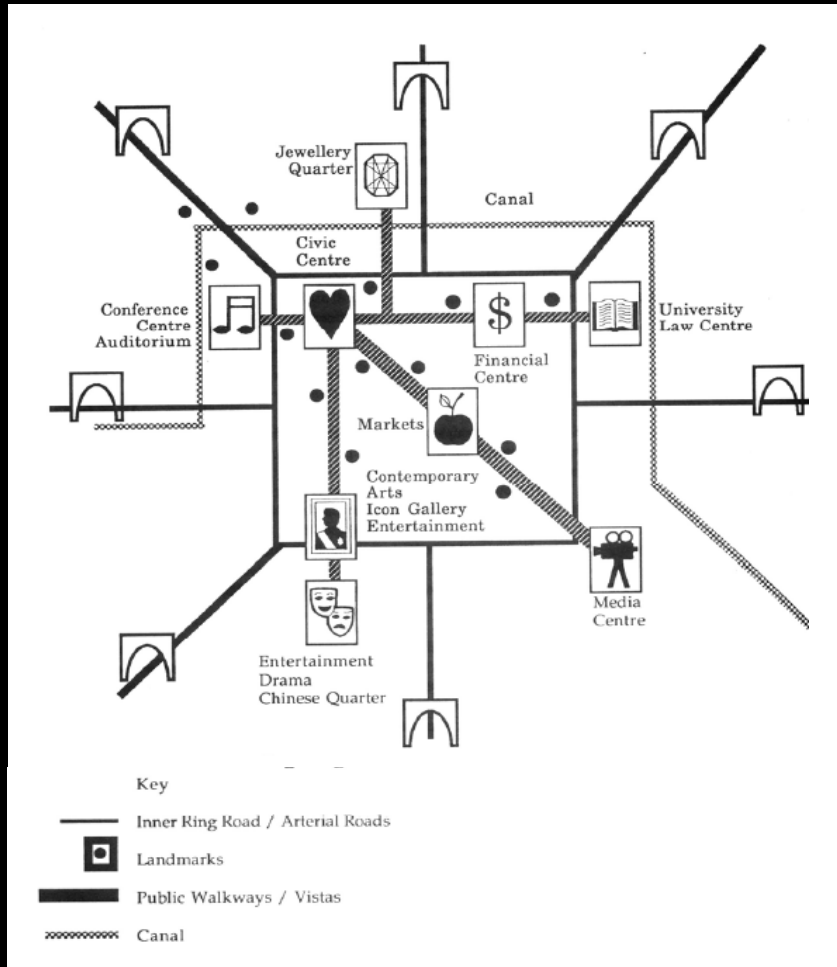 Jewellery
Quarter
Canal
Civic
Centre
Conference
Centre
Auditorium
$
University
Law Centre
Financial
Centre
Markets
Contemporary
Arts
Icon Gallery
Entertainment
Media
Centre
Entertainment
Drama
Chinese Quarter
Key
Inner Ring Road / Arterial Roads
Landmarks
Public Walkways / Vistas
Canal